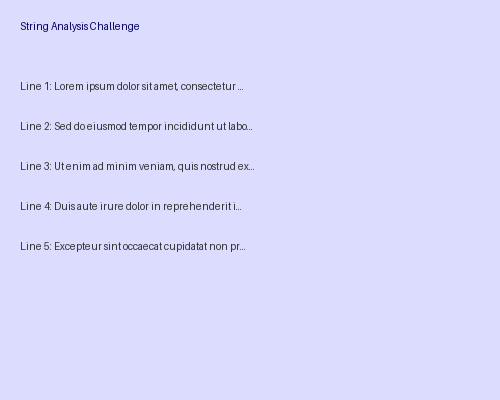 String Analysis Challenge
Line 1: Lorem ipsum dolor sit amet, consectetur ...
Line 2: Sed do eiusmod tempor incididunt ut labo...
Line 3: Ut enim ad minim veniam, quis nostrud ex...
Line 4: Duis aute irure dolor in reprehenderit i...
Line 5: Excepteur sint occaecat cupidatat non pr...